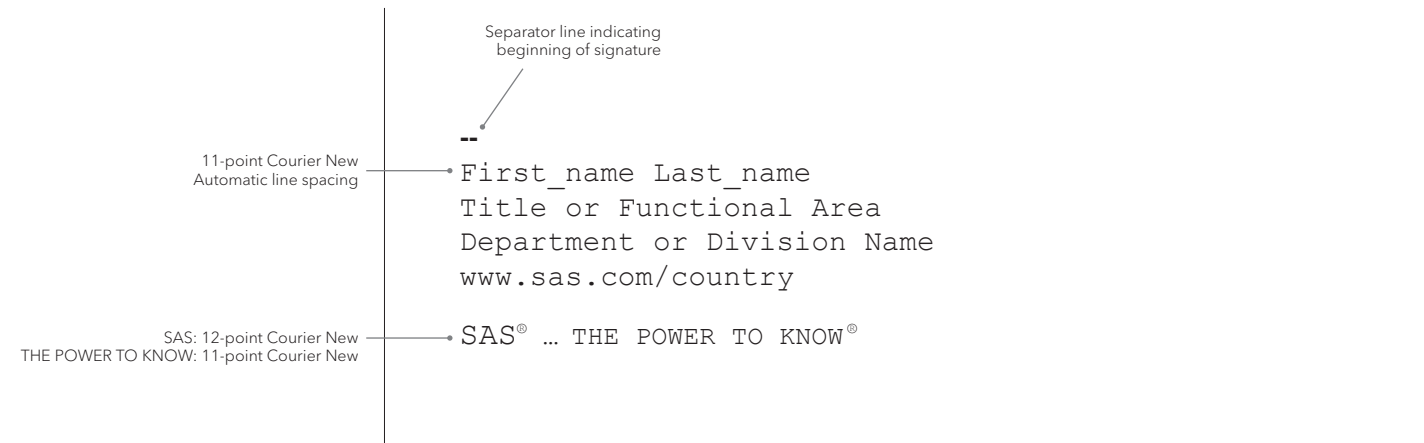 Separator line indicating
beginning of signature
--
11-point Courier New
Automatic line spacing
First_name Last_name
Title or Functional Area
Department or Division Name
www.sas.com/country
SAS: 12-point Courier New
THE POWER TO KNOW: 11-point Courier New
SAS® … THE POWER TO KNOW®